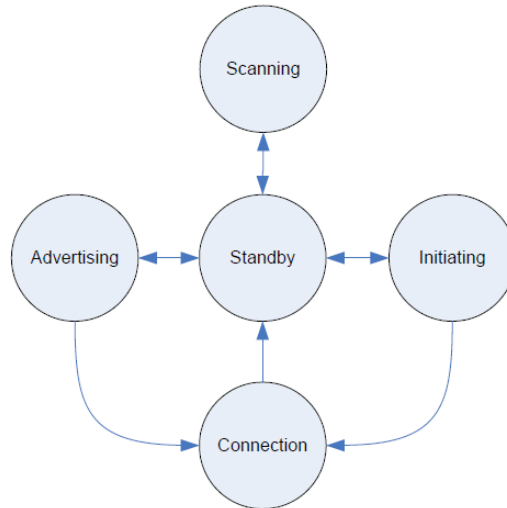 Scanning
Advertising
Standby
Initiating
Connection